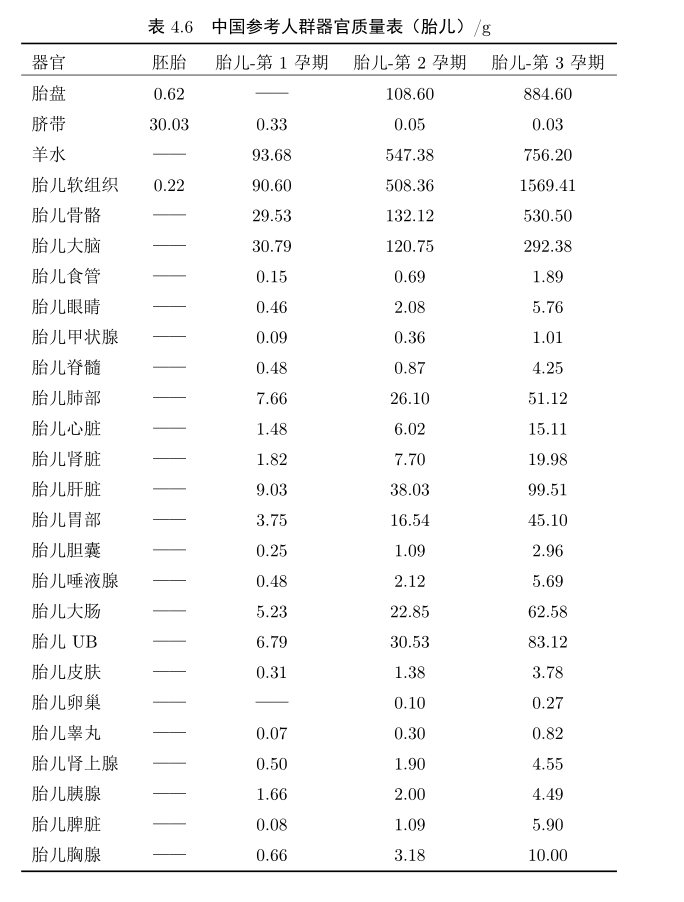 表 4.6 中国参考人群器官质量表（胎儿）/g
器官 胚胎 胎儿-第 1 孕期 胎儿-第 2 孕期 胎儿-第 3 孕期
胎盘 0.62 —— 108.60 884.60
脐带 30.03 0.33 0.05 0.03
羊水 —— 93.68 547.38 756.20
胎儿软组织 0.22 90.60 508.36 1569.41
胎儿骨骼 —— 29.53 132.12 530.50
胎儿大脑 —— 30.79 120.75 292.38
胎儿食管 —— 0.15 0.69 1.89
胎儿眼睛 —— 0.46 2.08 5.76
胎儿甲状腺 —— 0.09 0.36 1.01
胎儿脊髓 —— 0.48 0.87 4.25
胎儿肺部 —— 7.66 26.10 51.12
胎儿心脏 —— 1.48 6.02 15.11
胎儿肾脏 —— 1.82 7.70 19.98
胎儿肝脏 —— 9.03 38.03 99.51
胎儿胃部 —— 3.75 16.54 45.10
胎儿胆囊 —— 0.25 1.09 2.96
胎儿唾液腺 —— 0.48 2.12 5.69
胎儿大肠 —— 5.23 22.85 62.58
胎儿 UB —— 6.79 30.53 83.12
胎儿皮肤 —— 0.31 1.38 3.78
胎儿卵巢 —— —— 0.10 0.27
胎儿睾丸 —— 0.07 0.30 0.82
胎儿肾上腺 —— 0.50 1.90 4.55
胎儿胰腺 —— 1.66 2.00 4.49
胎儿脾脏 —— 0.08 1.09 5.90
胎儿胸腺 —— 0.66 3.18 10.00